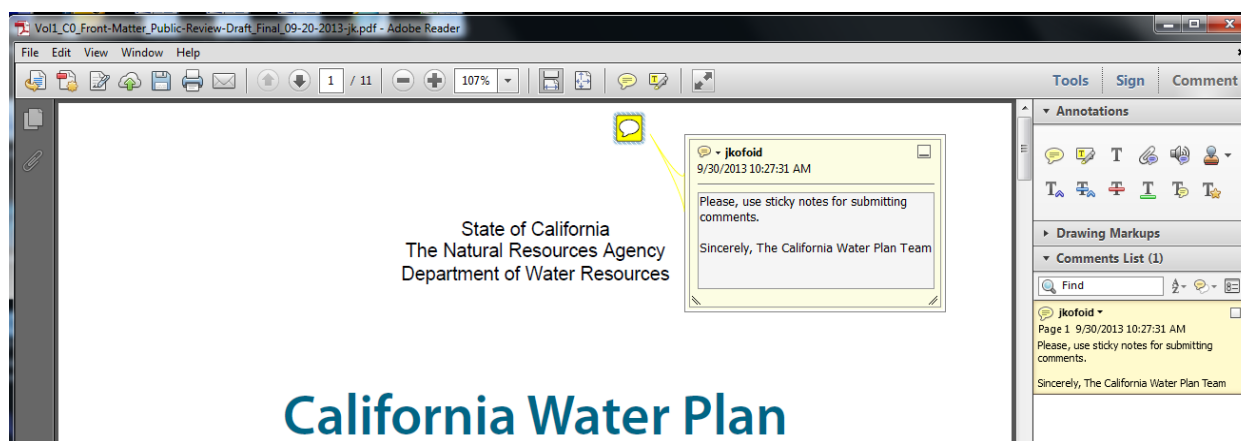 Vol1_C0_Front-Matter_Public-Review-Draft_Final_09-20-2013-jk.pdf - Adobe Reader
File Edit View Window Help
1 / 11 107% Tools Sign Comment
Annotations
jkofoid
9/30/2013 10:27:31 AM
Please, use sticky notes for submitting
comments.
Sincerely, The California Water Plan Team
State of California
The Natural Resources Agency
Department of Water Resources
California Water Plan
Drawing Markups
Comments List (1)
Find
jkofoid
Page 1 9/30/2013 10:27:31 AM
Please, use sticky notes for submitting
comments.
Sincerely, The California Water Plan Team